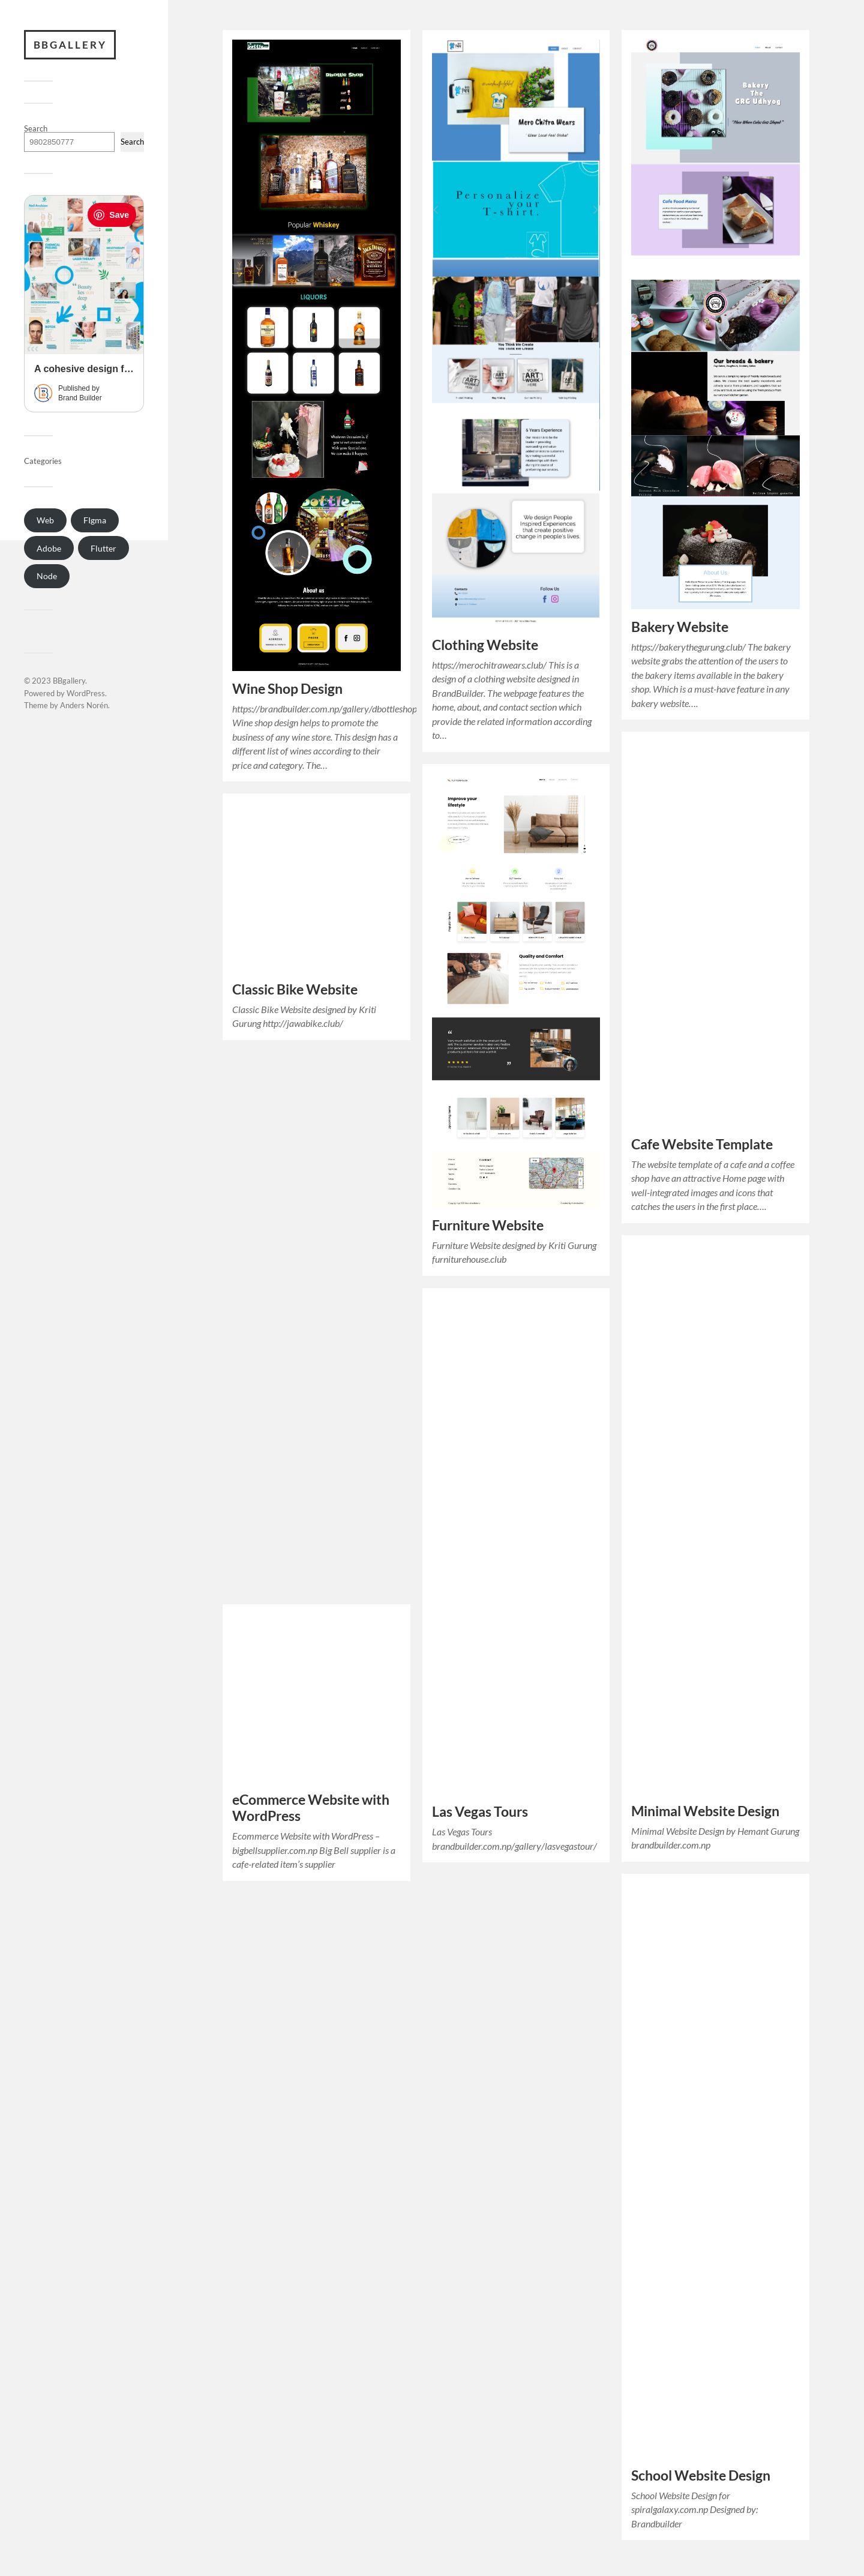 BBGALLERY
Search
9802850777
Search
Save
A cohesive design f...
Published by
Brand Builder
Categories
Web
FIgma
Adobe
Flutter
Node
© 2023 BBgallery.
Powered by WordPress.
Theme by Anders Norén.
Bottle Shop
Popular Whiskey
LIQUORS
About us
Wine Shop Design
https://brandbuilder.com.np/gallery/dbottleshop
Wine shop design helps to promote the
business of any wine store. This design has a
different list of wines according to their
price and category. The…
Classic Bike Website
Classic Bike Website designed by Kriti
Gurung http://jawabike.club/
eCommerce Website with
WordPress
Ecommerce Website with WordPress –
bigbellsupplier.com.np Big Bell supplier is a
cafe-related item's supplier
Mero Chitra Wears
Personalize
your
T-shirt.
6 Years Experience
We design People
Inspired Experiences
that create positive
change in people's lives.
Follow Us
Clothing Website
https://merochitrawears.club/ This is a
design of a clothing website designed in
BrandBuilder. The webpage features the
home, about, and contact section which
provide the related information according
to…
Improve your
lifestyle
Quality and Comfort
Furniture Website
Furniture Website designed by Kriti Gurung
furniturehouse.club
Las Vegas Tours
Las Vegas Tours
brandbuilder.com.np/gallery/lasvegastour/
Bakery
The
GRG Udhyog
Cafe Food Menu
Our breads & bakery
About Us
Bakery Website
https://bakerythegurung.club/ The bakery
website grabs the attention of the users to
the bakery items available in the bakery
shop. Which is a must-have feature in any
bakery website.…
Cafe Website Template
The website template of a cafe and a coffee
shop have an attractive Home page with
well-integrated images and icons that
catches the users in the first place.…
Minimal Website Design
Minimal Website Design by Hemant Gurung
brandbuilder.com.np
School Website Design
School Website Design for
spiralgalaxy.com.np Designed by:
Brandbuilder